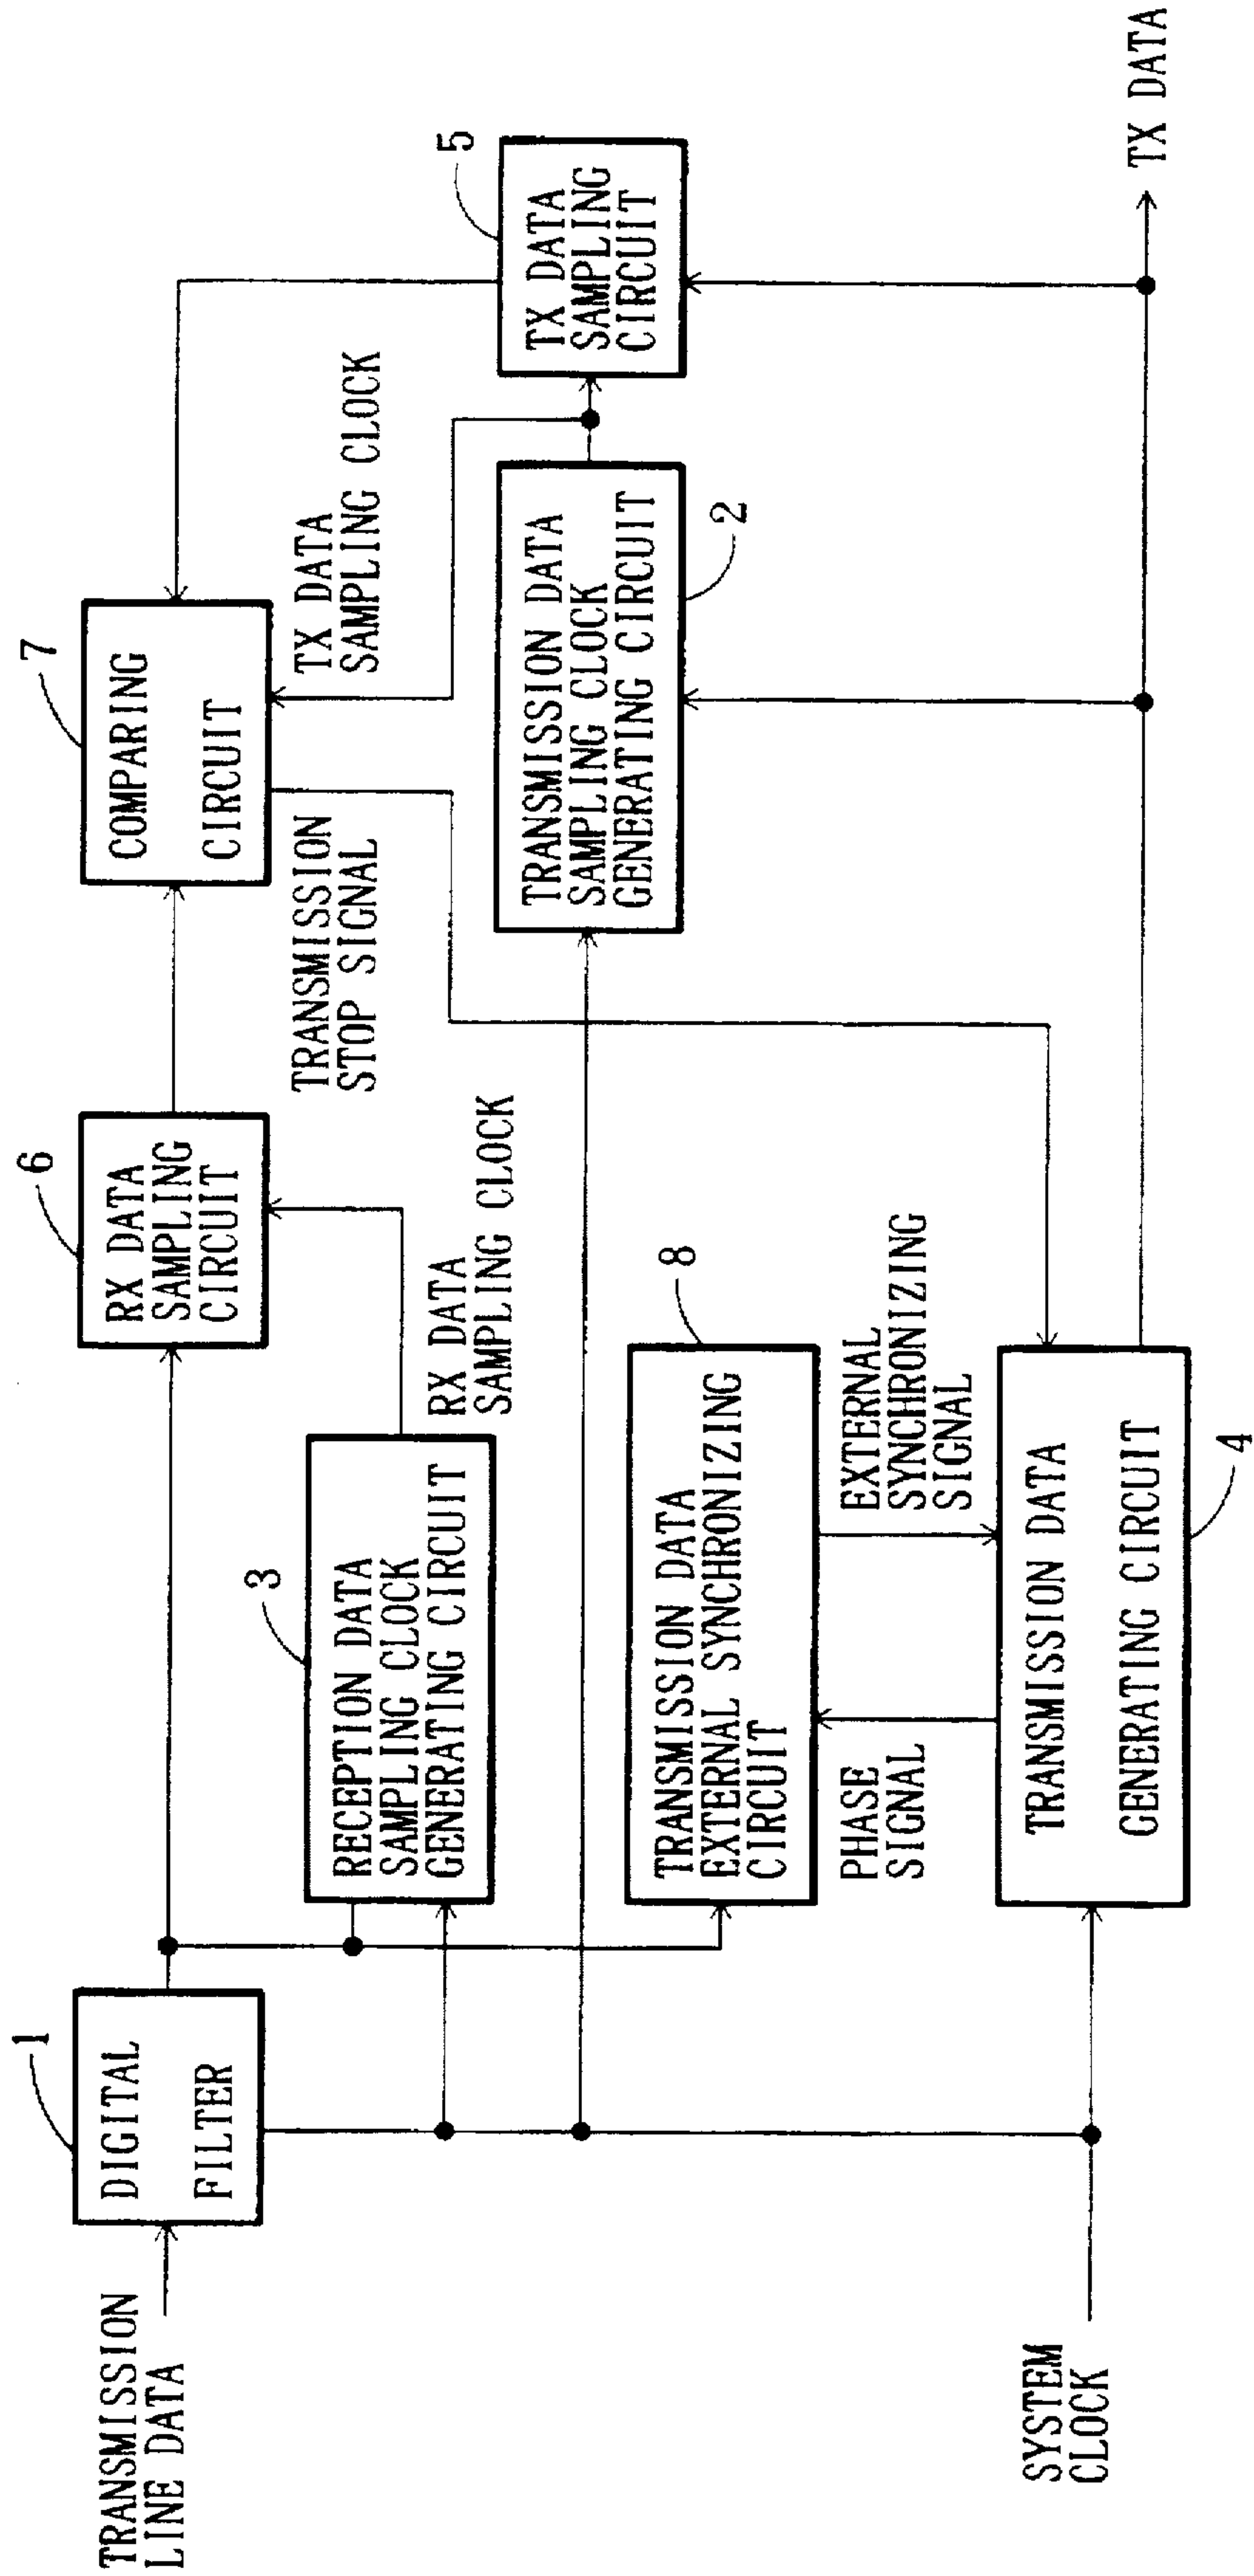 TRANSMISSION
LINE DATA
1
DIGITAL
FILTER
6
RX DATA
SAMPLING
CIRCUIT
7
COMPARING
CIRCUIT
3
RECEPTION DATA
SAMPLING CLOCK
GENERATING CIRCUIT
RX DATA
SAMPLING CLOCK
TRANSMISSION
STOP SIGNAL
TX DATA
SAMPLING CLOCK
5
TX DATA
SAMPLING
CIRCUIT
TRANSMISSION DATA
SAMPLING CLOCK
GENERATING CIRCUIT
2
8
TRANSMISSION DATA
EXTERNAL SYNCHRONIZING
CIRCUIT
PHASE
SIGNAL
EXTERNAL
SYNCHRONIZING
SIGNAL
SYSTEM
CLOCK
TRANSMISSION DATA
GENERATING CIRCUIT
4
TX DATA